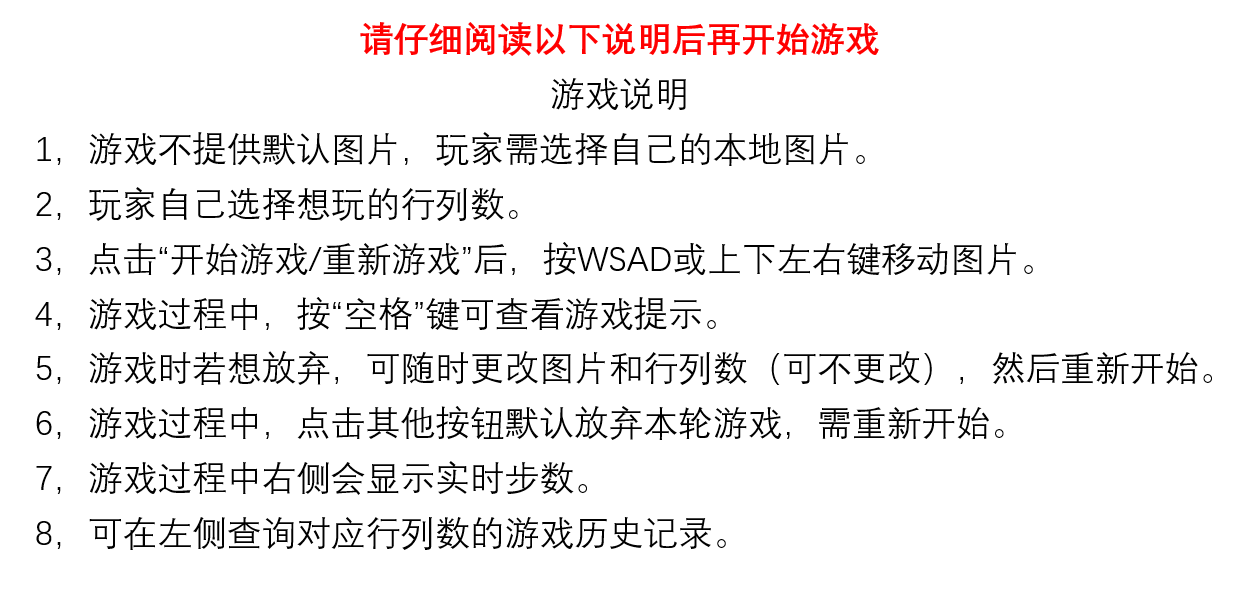 请仔细阅读以下说明后再开始游戏
游戏说明
1，游戏不提供默认图片，玩家需选择自己的本地图片。
2，玩家自己选择想玩的行列数。
3，点击“开始游戏/重新游戏”后，按WSAD或上下左右键移动图片。
4，游戏过程中，按“空格”键可查看游戏提示。
5，游戏时若想放弃，可随时更改图片和行列数（可不更改），然后重新开始。
6，游戏过程中，点击其他按钮默认放弃本轮游戏，需重新开始。
7，游戏过程中右侧会显示实时步数。
8，可在左侧查询对应行列数的游戏历史记录。